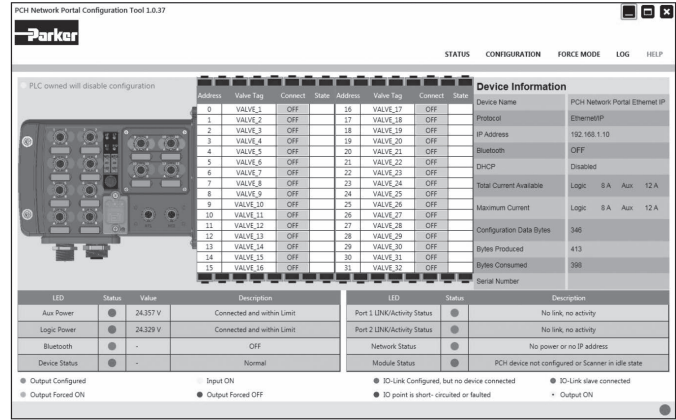 PCH Network Portal Configuration Tool 1.0.37
Parker
STATUS CONFIGURATION FORCE MODE LOG HELP
PLC owned will disable configuration
Address Valve Tag Connect State Address Valve Tag Connect State
0 VALVE_1 OFF 16 VALVE_17 OFF
1 VALVE_2 OFF 17 VALVE_18 OFF
2 VALVE_3 OFF 18 VALVE_19 OFF
3 VALVE_4 OFF 19 VALVE_20 OFF
4 VALVE_5 OFF 20 VALVE_21 OFF
5 VALVE_6 OFF 21 VALVE_22 OFF
6 VALVE_7 OFF 22 VALVE_23 OFF
7 VALVE_8 OFF 23 VALVE_24 OFF
8 VALVE_9 OFF 24 VALVE_25 OFF
9 VALVE_10 OFF 25 VALVE_26 OFF
10 VALVE_11 OFF 26 VALVE_27 OFF
11 VALVE_12 OFF 27 VALVE_28 OFF
12 VALVE_13 OFF 28 VALVE_29 OFF
13 VALVE_14 OFF 29 VALVE_30 OFF
14 VALVE_15 OFF 30 VALVE_31 OFF
15 VALVE_16 OFF 31 VALVE_32 OFF
Device Information
Device Name PCH Network Portal Ethernet IP
Protocol Ethernet/IP
IP Address 192.168.1.10
Bluetooth OFF
DHCP Disabled
Total Current Available Logic 8 A Aux 12 A
Maximum Current Logic 8 A Aux 12 A
Configuration Data Bytes 346
Bytes Produced 413
Bytes Consumed 398
Serial Number
LED Status Value Description
Aux Power 24.357 V Connected and within Limit
Logic Power 24.329 V Connected and within Limit
Bluetooth - OFF
Device Status - Normal
LED Status Description
Port 1 LINK/Activity Status No link, no activity
Port 2 LINK/Activity Status No link, no activity
Network Status No power or no IP address
Module Status PCH device not configured or Scanner in idle state
Output Configured Input ON IO-Link Configured, but no device connected IO-Link slave connected
Output Forced ON Output Forced OFF IO point is short- circuited or faulted Output ON